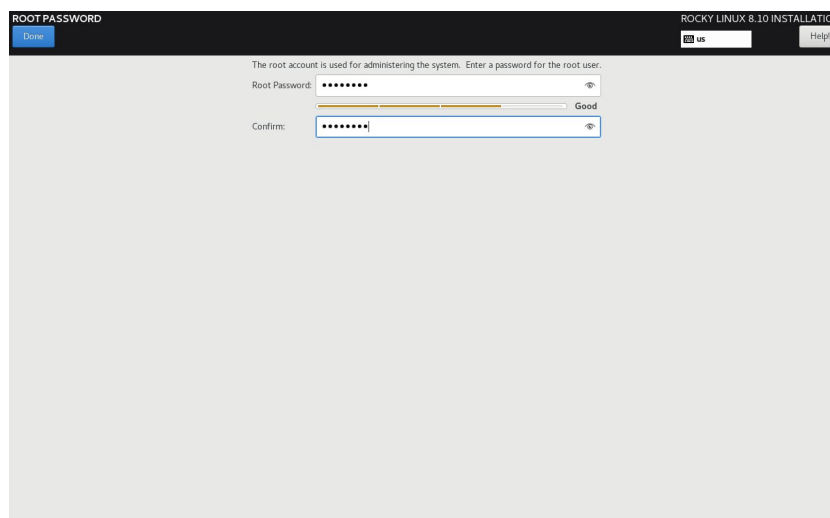 ROOT PASSWORD
ROCKY LINUX 8.10 INSTALLATIO
Done
us
Help!
The root account is used for administering the system. Enter a password for the root user.
Root Password: ●●●●●●●●
Good
Confirm: ●●●●●●●●